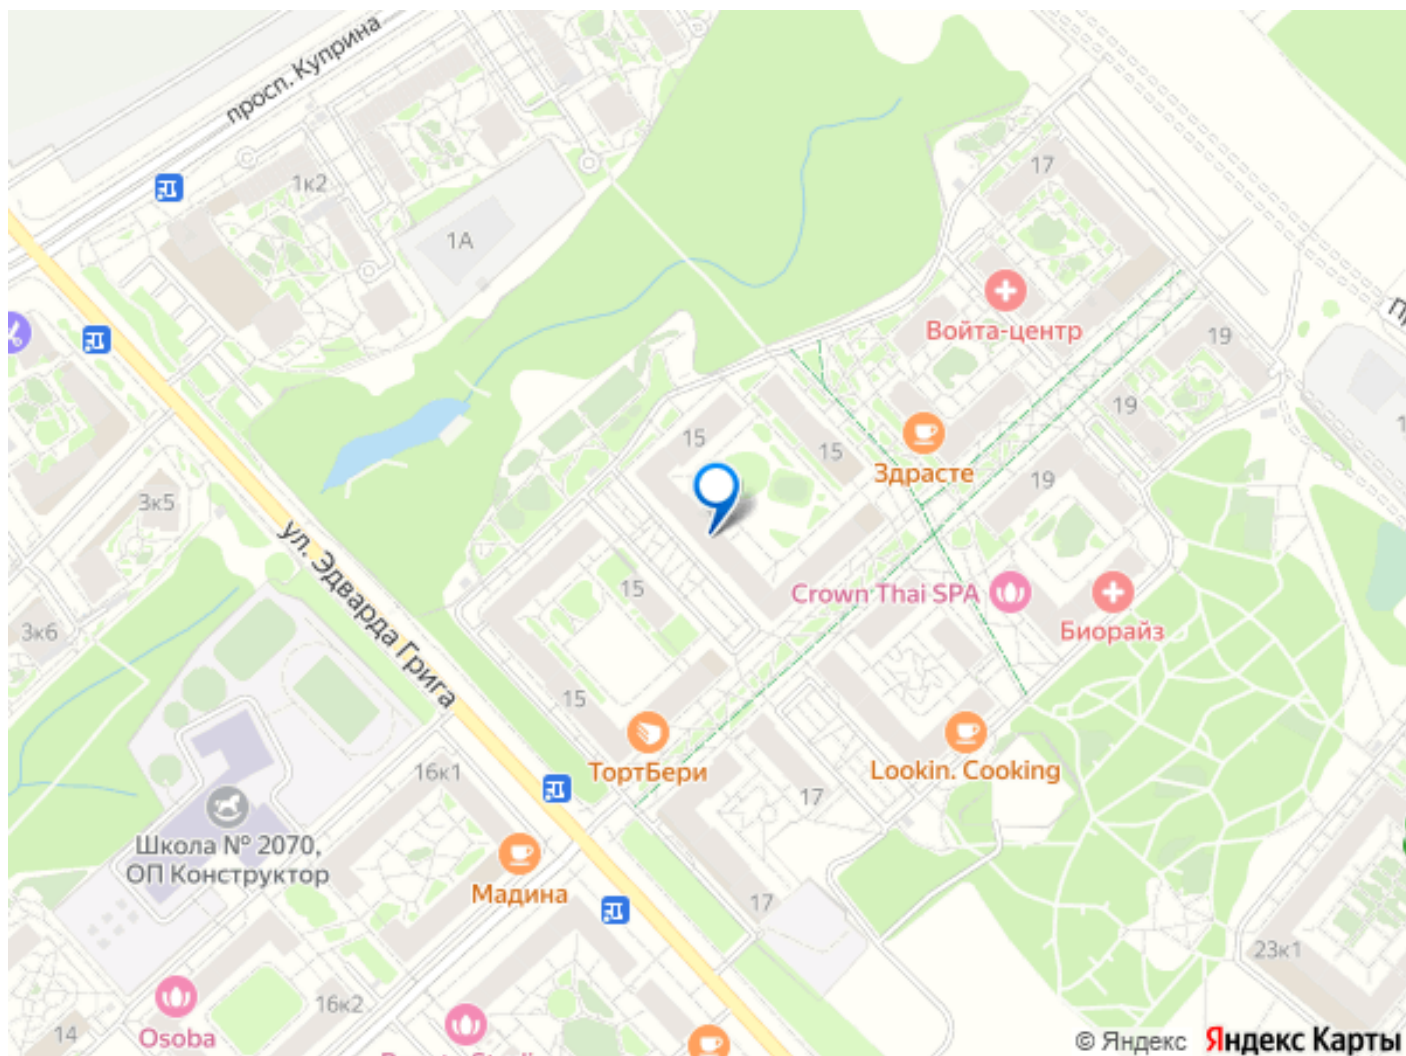 просп. Куприна
1к2
1А
17
Войта-центр
19
19
15
15
Здрасте
19
3к5
ул. Эдварда Грига
Crown Thai SPA
15
Биорайз
3к6
15
ТортБери
16к1
Lookin. Cooking
17
Школа № 2070,
ОП Конструктор
Мадина
17
23к1
16к2
14
Osoba
© Яндекс Яндекс Карты